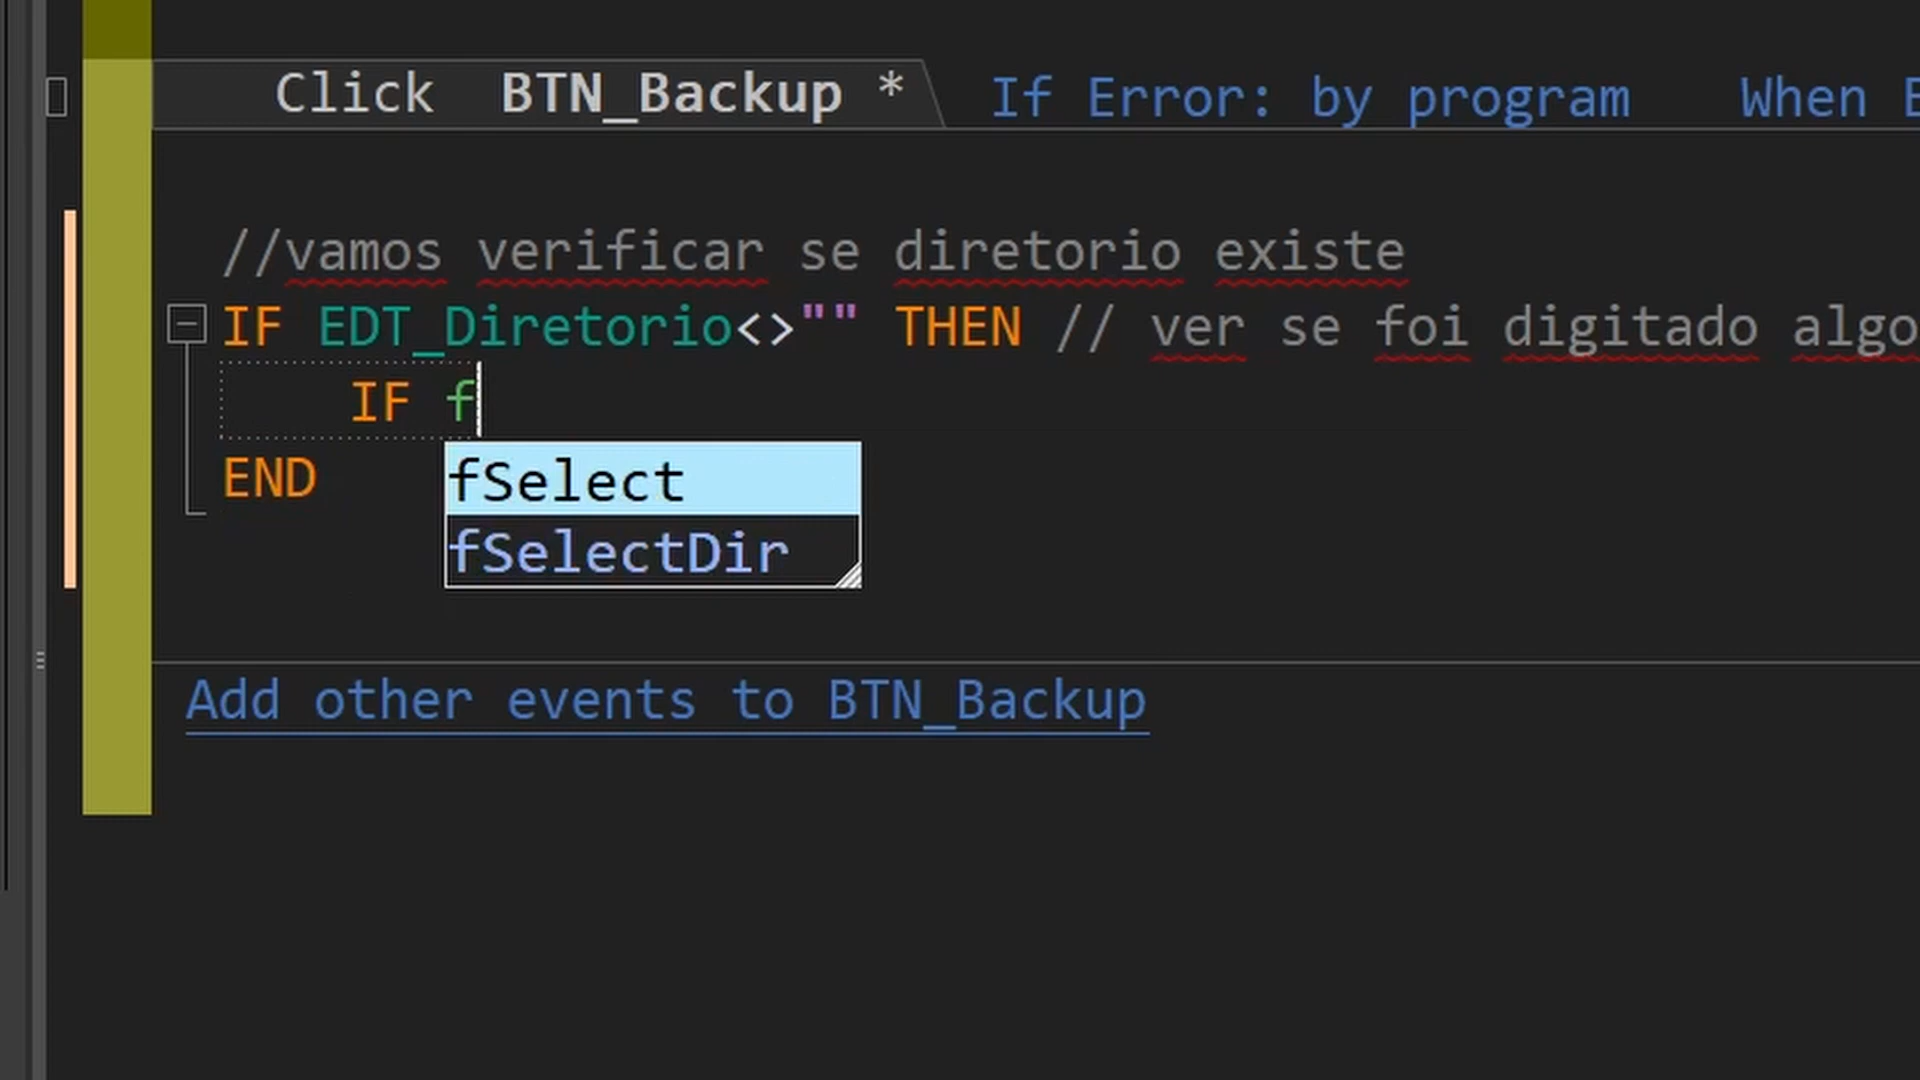 Click BTN_Backup * If Error: by program When E
//vamos verificar se diretorio existe
IF EDT_Diretorio<>"" THEN // ver se foi digitado algo
IF f
END
fSelect
fSelectDir
Add other events to BTN_Backup